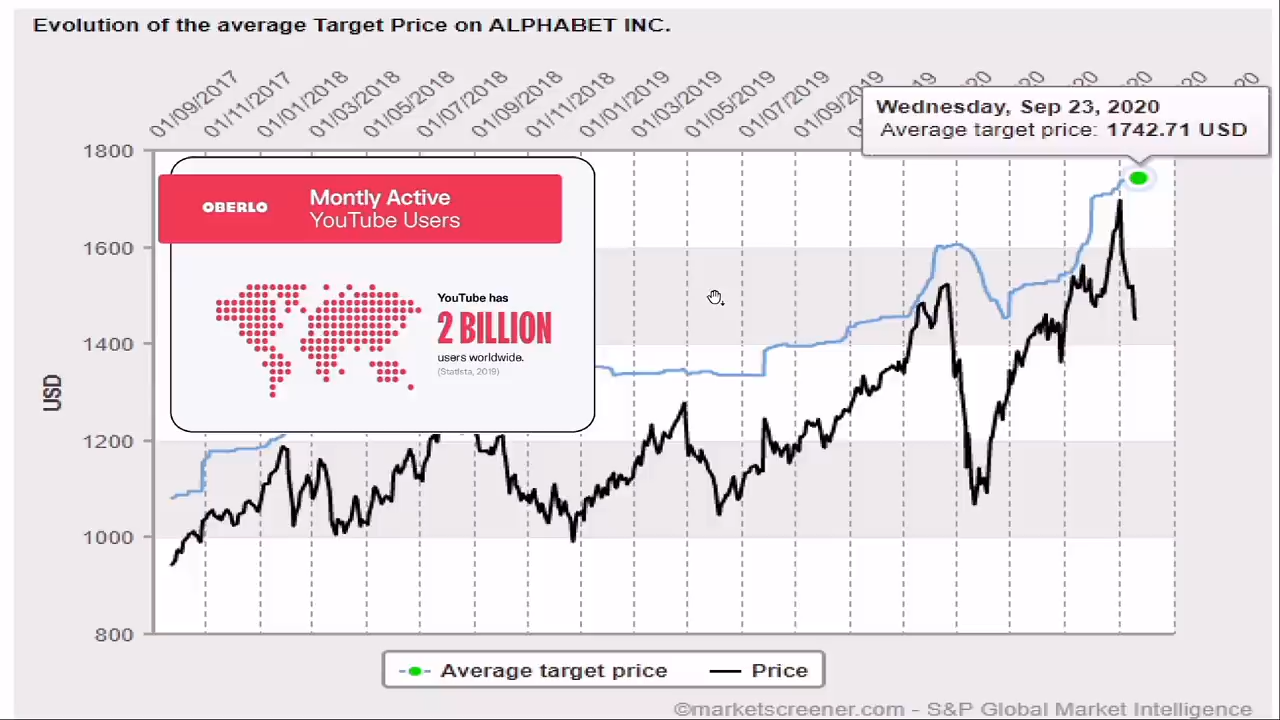 Evolution of the average Target Price on ALPHABET INC.
01/09/2017
01/11/2017
01/01/2018
01/03/2018
01/05/2018
01/07/2018
01/09/2018
01/11/2018
01/01/2019
01/03/2019
01/05/2019
01/07/2019
Wednesday, Sep 23, 2020
Average target price: 1742.71 USD
1800
1600
1400
1200
1000
800
USD
OBERLO
Montly Active
YouTube Users
YouTube has
2 BILLION
users worldwide.
(Statista, 2019)
Average target price
Price
©marketscreener.com - S&P Global Market Intelligence